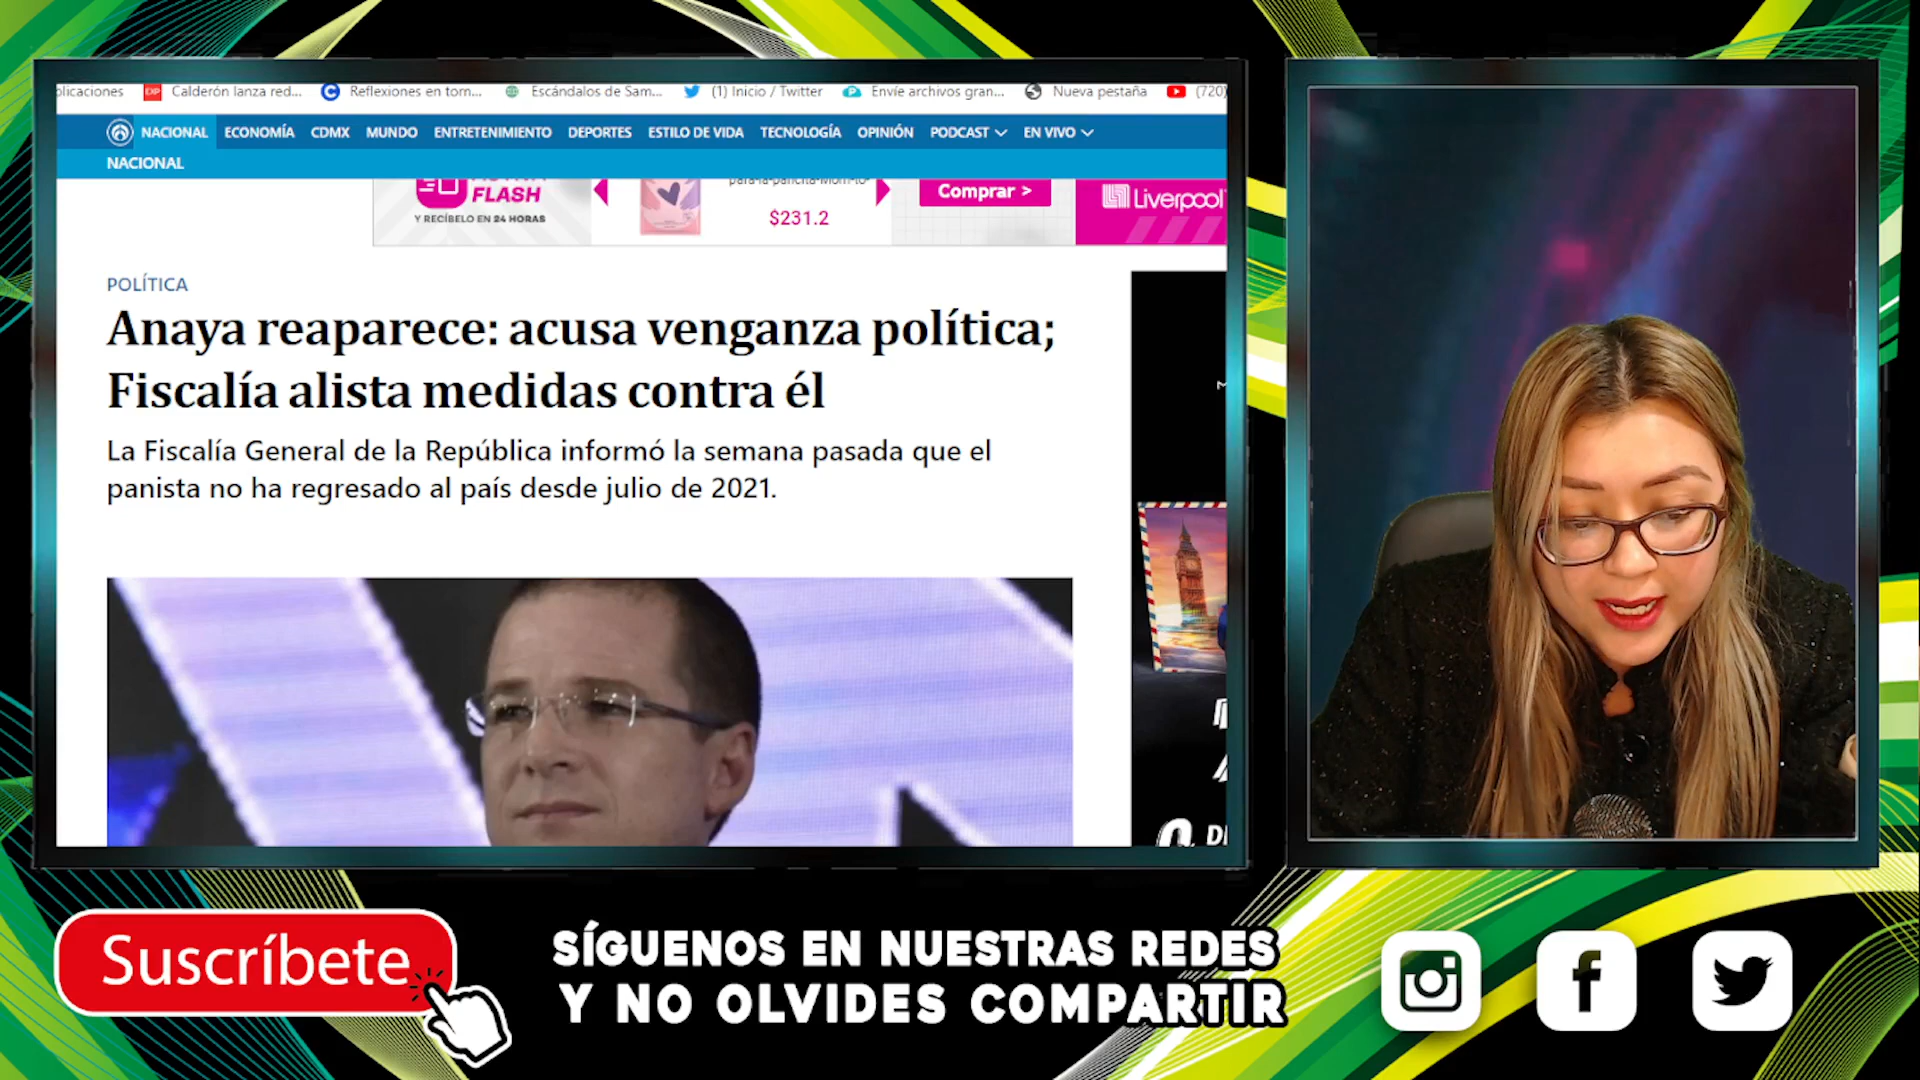 plicaciones
EXP
Calderón lanza red...
Reflexiones en torn...
Escándalos de Sam...
(1) Inicio / Twitter
Envíe archivos gran...
Nueva pestaña
(720)
NACIONAL ECONOMÍA CDMX MUNDO ENTRETENIMIENTO DEPORTES ESTILO DE VIDA TECNOLOGÍA OPINIÓN PODCAST EN VIVO
NACIONAL
FLASH
Y RECÍBELO EN 24 HORAS
$231.2
Comprar >
Liverpool
POLÍTICA
Anaya reaparece: acusa venganza política;
Fiscalía alista medidas contra él
La Fiscalía General de la República informó la semana pasada que el
panista no ha regresado al país desde julio de 2021.
Suscríbete
SÍGUENOS EN NUESTRAS REDES
Y NO OLVIDES COMPARTIR